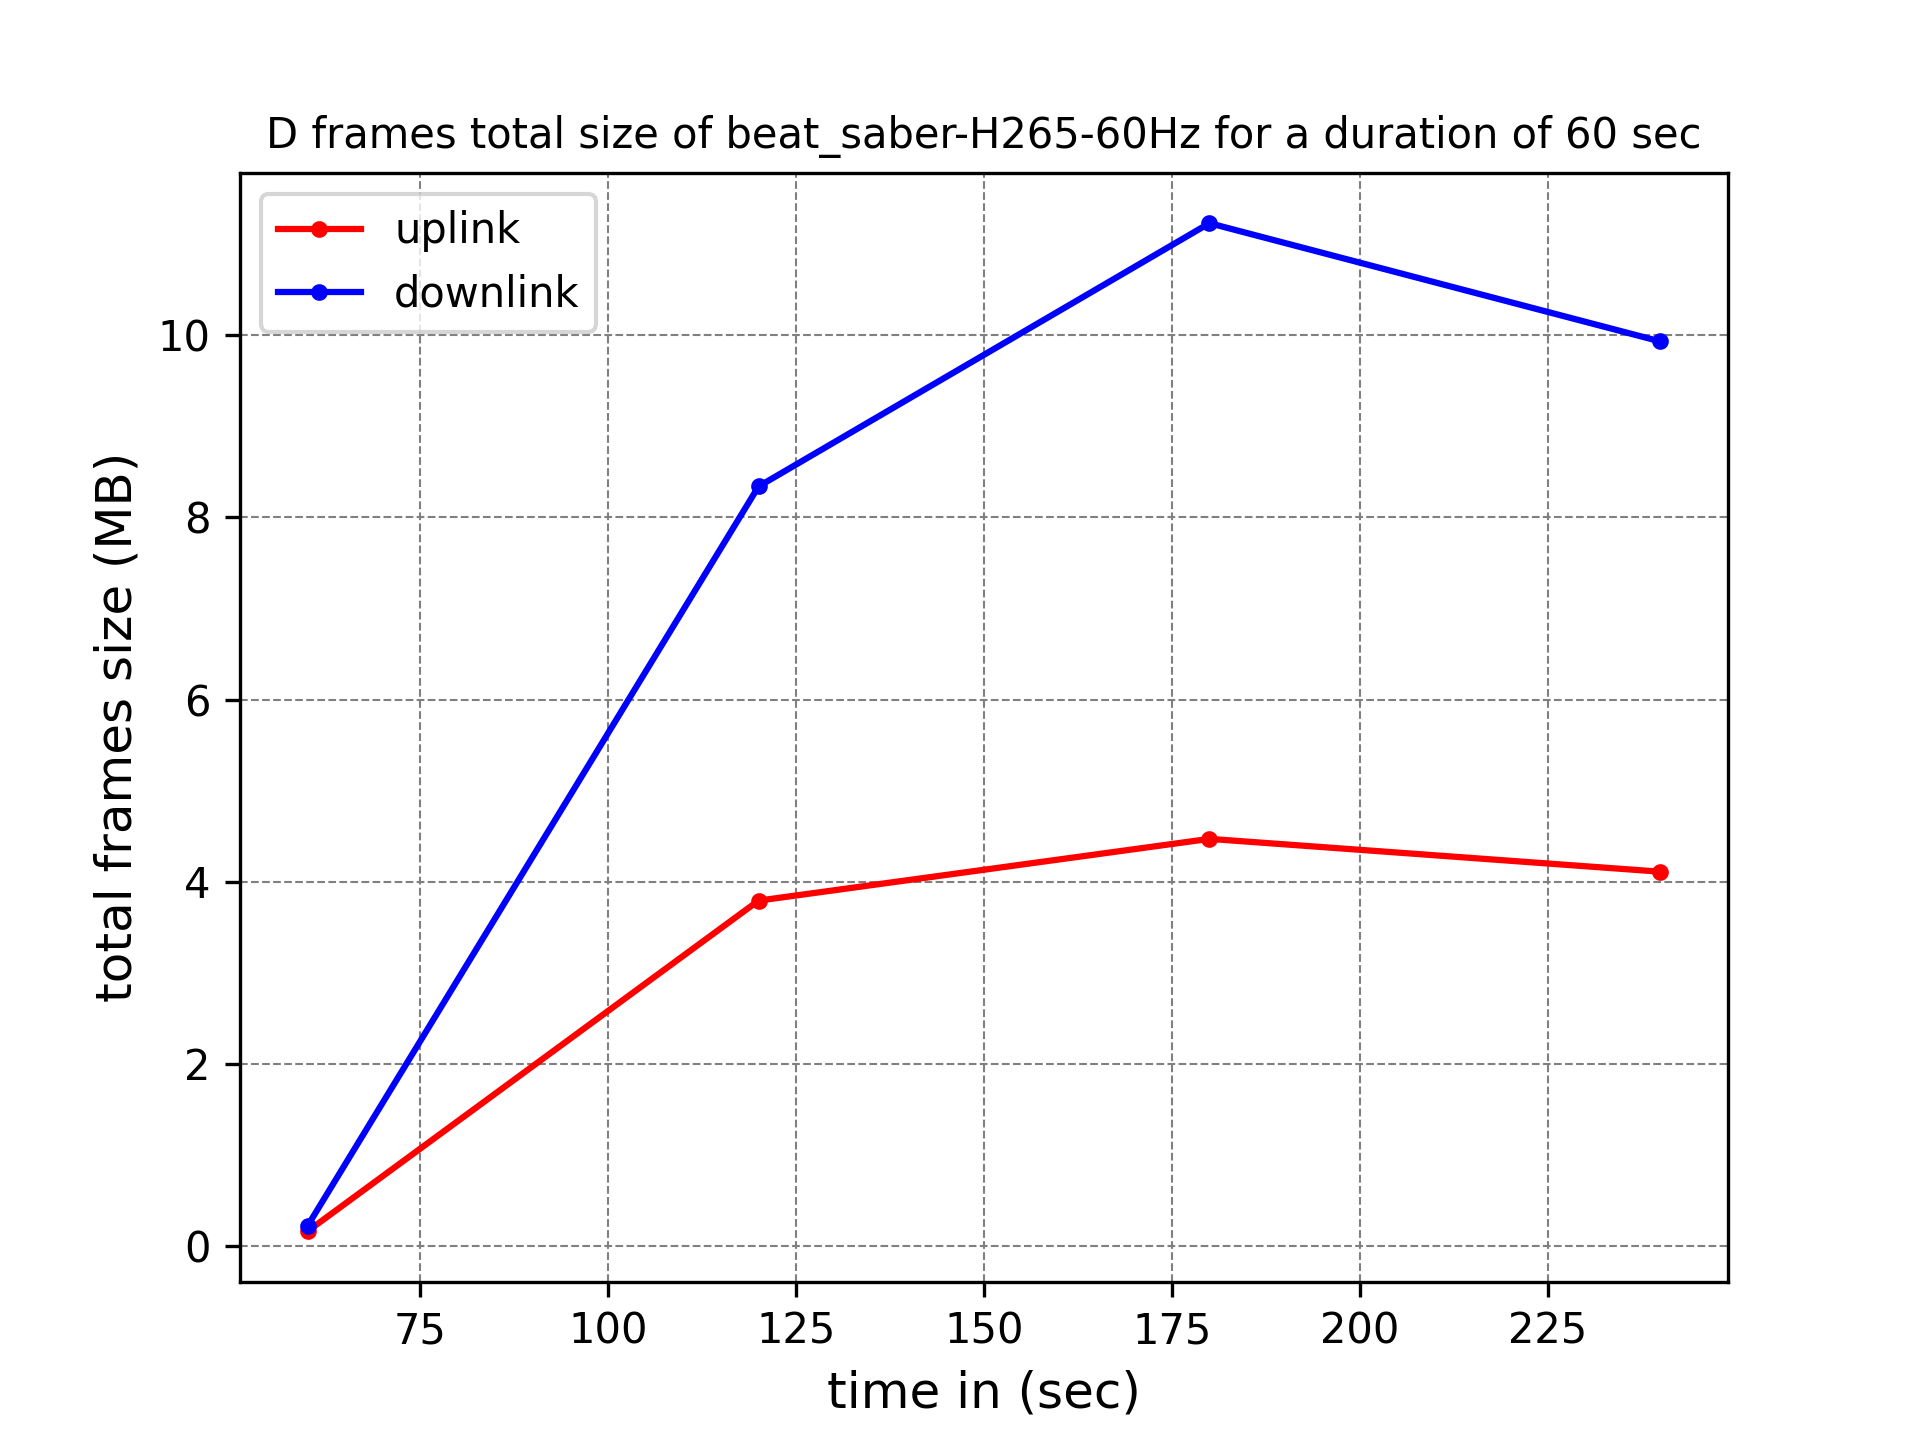 D frames total size of beat_saber-H265-60Hz for a duration of 60 sec
uplink
downlink
total frames size (MB)
10
8
6
4
2
0
75 100 125 150 175 200 225
time in (sec)